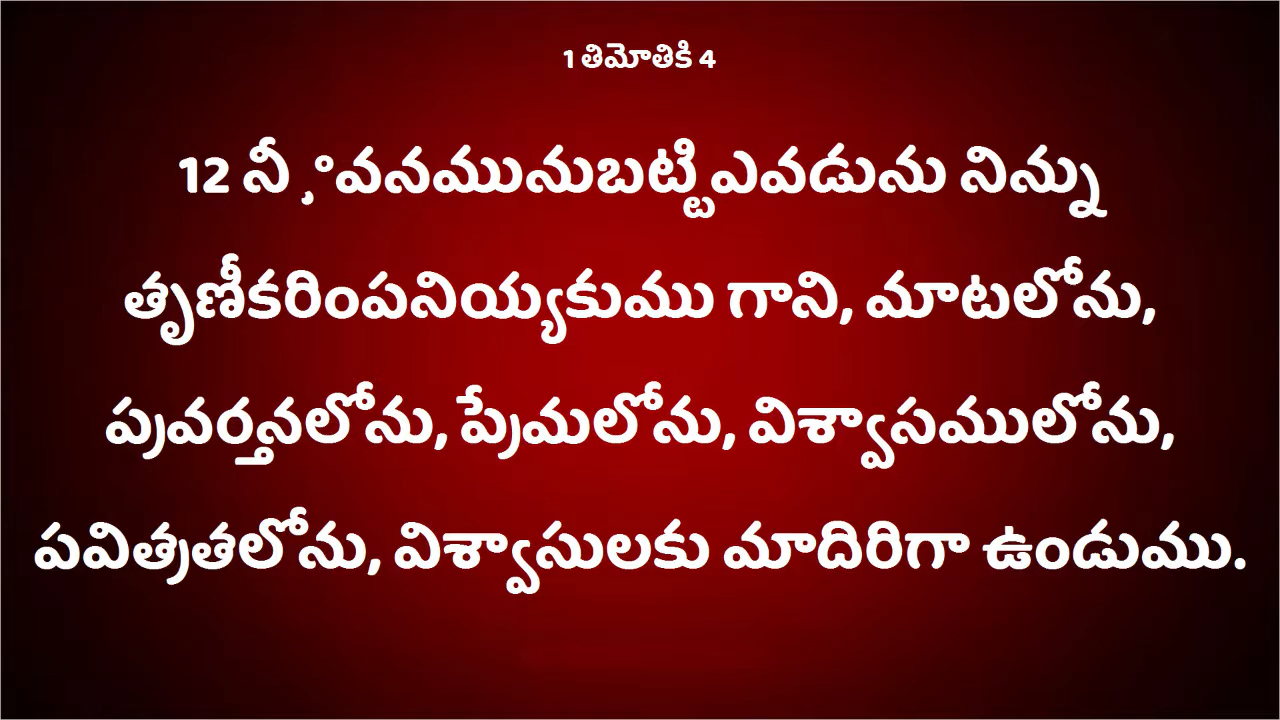 1 తిమోతికి 4
12 నీ ¸°వనమునుబట్టి ఎవడును నిన్ను
తృణీకరింపనియ్యకుము గాని, మాటలోను,
ప్రవర్తనలోను, ప్రేమలోను, విశ్వాసములోను,
పవిత్రతలోను, విశ్వాసులకు మాదిరిగా ఉండుము.